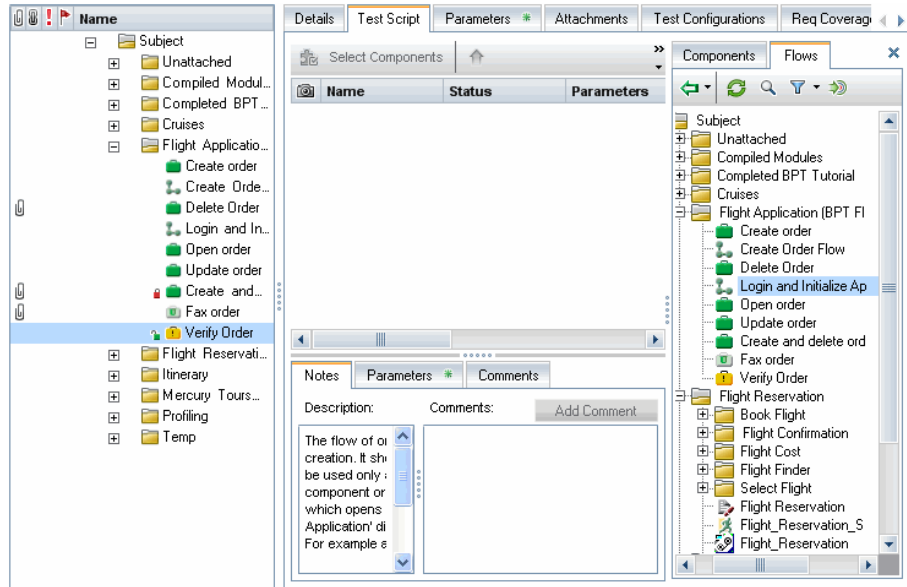 Name
Subject
Unattached
Compiled Modul...
Completed BPT ...
Cruises
Flight Applicatio...
Create order
Create Orde...
Delete Order
Login and In...
Open order
Update order
Create and...
Fax order
Verify Order
Flight Reservati...
Itinerary
Mercury Tours...
Profiling
Temp
Details Test Script Parameters * Attachments Test Configurations Req Coverag
Select Components »
Name Status Parameters
Notes Parameters * Comments
Description: Comments: Add Comment
The flow of or
creation. It sh
be used only
component or
which opens
Application' di
For example a
Components Flows
Subject
Unattached
Compiled Modules
Completed BPT Tutorial
Cruises
Flight Application (BPT Fl
Create order
Create Order Flow
Delete Order
Login and Initialize Ap
Open order
Update order
Create and delete ord
Fax order
Verify Order
Flight Reservation
Book Flight
Flight Confirmation
Flight Cost
Flight Finder
Select Flight
Flight Reservation
Flight_Reservation_S
Flight_Reservation